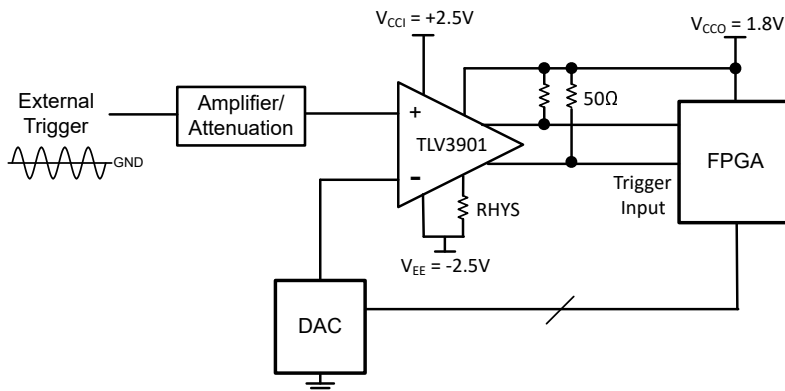 V_CCI = +2.5V
V_CCO = 1.8V
External
Trigger
GND
Amplifier/
Attenuation
+
TLV3901
-
50Ω
FPGA
Trigger
Input
RHYS
V_EE = -2.5V
DAC